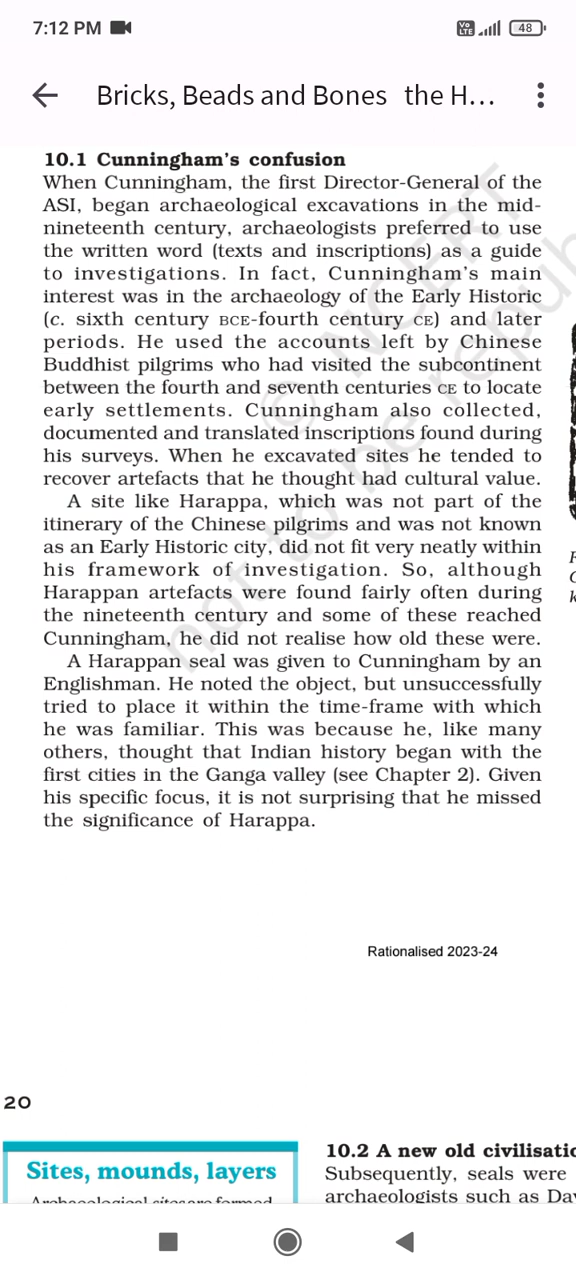 7:12 PM
Vo LTE 48
Bricks, Beads and Bones the H...
10.1 Cunningham's confusion
When Cunningham, the first Director-General of the
ASI, began archaeological excavations in the mid-
nineteenth century, archaeologists preferred to use
the written word (texts and inscriptions) as a guide
to investigations. In fact, Cunningham's main
interest was in the archaeology of the Early Historic
(c. sixth century BCE-fourth century CE) and later
periods. He used the accounts left by Chinese
Buddhist pilgrims who had visited the subcontinent
between the fourth and seventh centuries CE to locate
early settlements. Cunningham also collected,
documented and translated inscriptions found during
his surveys. When he excavated sites he tended to
recover artefacts that he thought had cultural value.
A site like Harappa, which was not part of the
itinerary of the Chinese pilgrims and was not known
as an Early Historic city, did not fit very neatly within
his framework of investigation. So, although
Harappan artefacts were found fairly often during
the nineteenth century and some of these reached
Cunningham, he did not realise how old these were.
A Harappan seal was given to Cunningham by an
Englishman. He noted the object, but unsuccessfully
tried to place it within the time-frame with which
he was familiar. This was because he, like many
others, thought that Indian history began with the
first cities in the Ganga valley (see Chapter 2). Given
his specific focus, it is not surprising that he missed
the significance of Harappa.
© NCERT
not to be repub
Rationalised 2023-24
20
Sites, mounds, layers
Archaeological sites are formed
10.2 A new old civilisatio
Subsequently, seals were
archaeologists such as Da